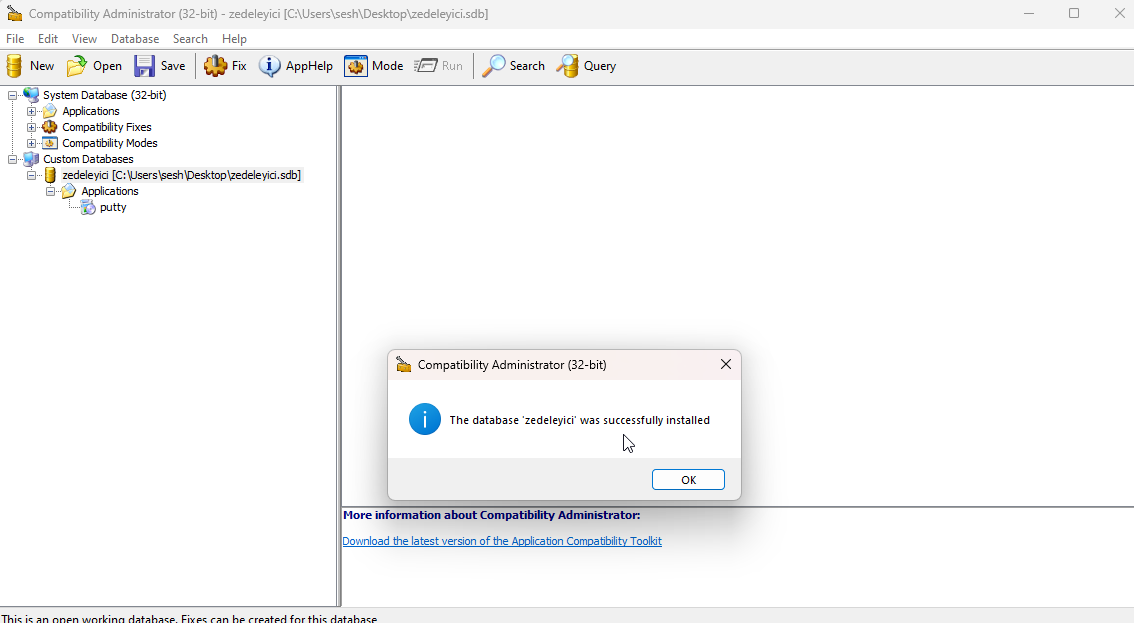 Compatibility Administrator (32-bit) - zedeleyici [C:\Users\sesh\Desktop\zedeleyici.sdb]
File Edit View Database Search Help
New Open Save Fix AppHelp Mode Run Search Query
System Database (32-bit)
Applications
Compatibility Fixes
Compatibility Modes
Custom Databases
zedeleyici [C:\Users\sesh\Desktop\zedeleyici.sdb]
Applications
putty
Compatibility Administrator (32-bit)
The database 'zedeleyici' was successfully installed
OK
More information about Compatibility Administrator:
Download the latest version of the Application Compatibility Toolkit
This is an open working database. Fixes can be created for this database